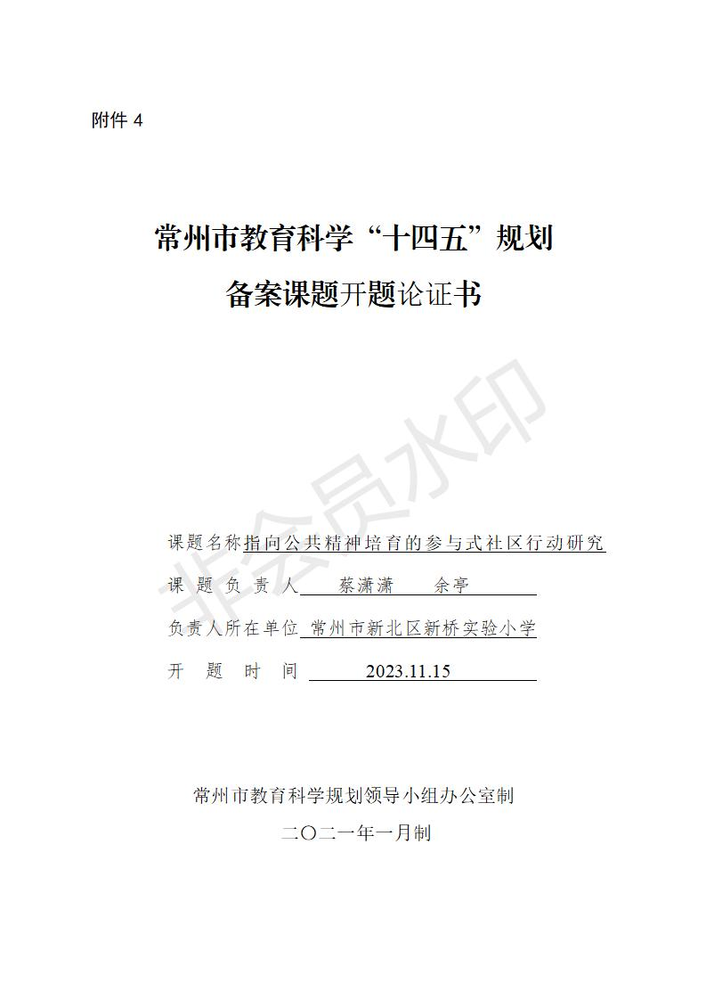 附件 4
常州市教育科学“十四五”规划
备案课题开题论证书
非会员水印
课题名称指向公共精神培育的参与式社区行动研究
课 题 负 责 人 蔡潇潇 余亭
负责人所在单位 常州市新北区新桥实验小学
开 题 时 间 2023.11.15
常州市教育科学规划领导小组办公室制
二〇二一年一月制